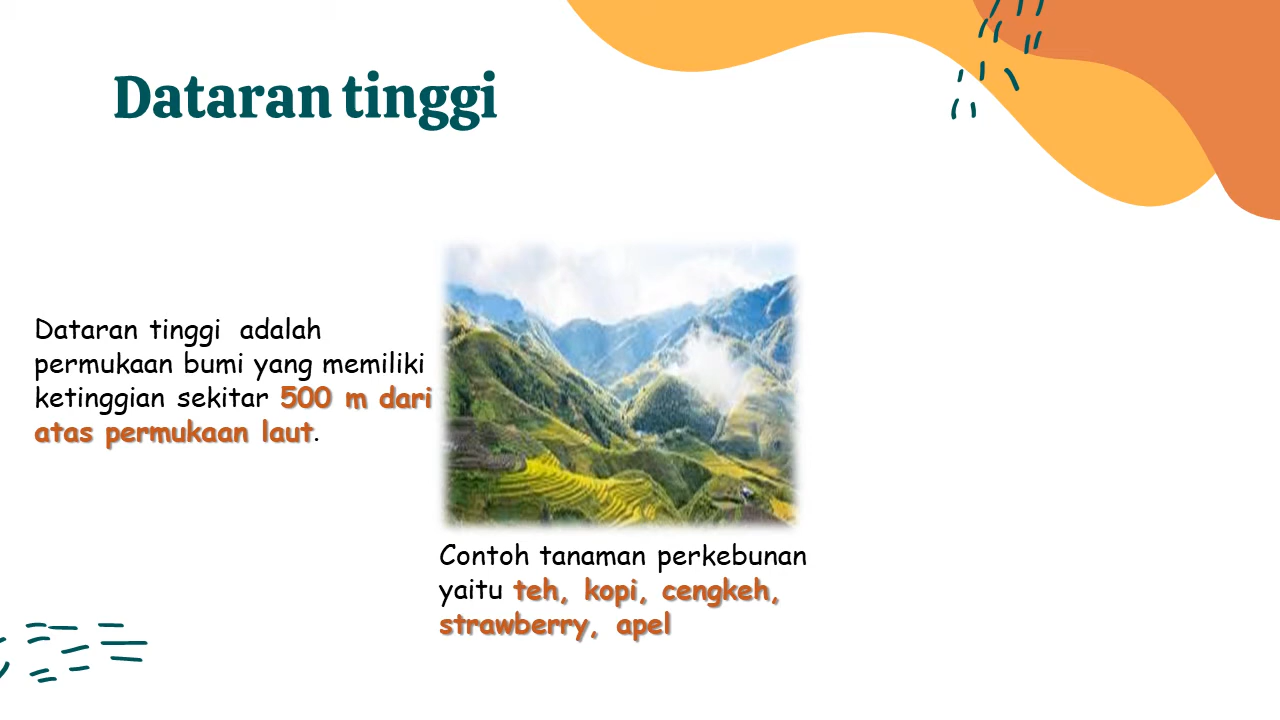 Dataran tinggi
Dataran tinggi  adalah
permukaan bumi yang memiliki
ketinggian sekitar 500 m dari
atas permukaan laut.
Contoh tanaman perkebunan
yaitu teh, kopi, cengkeh,
strawberry, apel